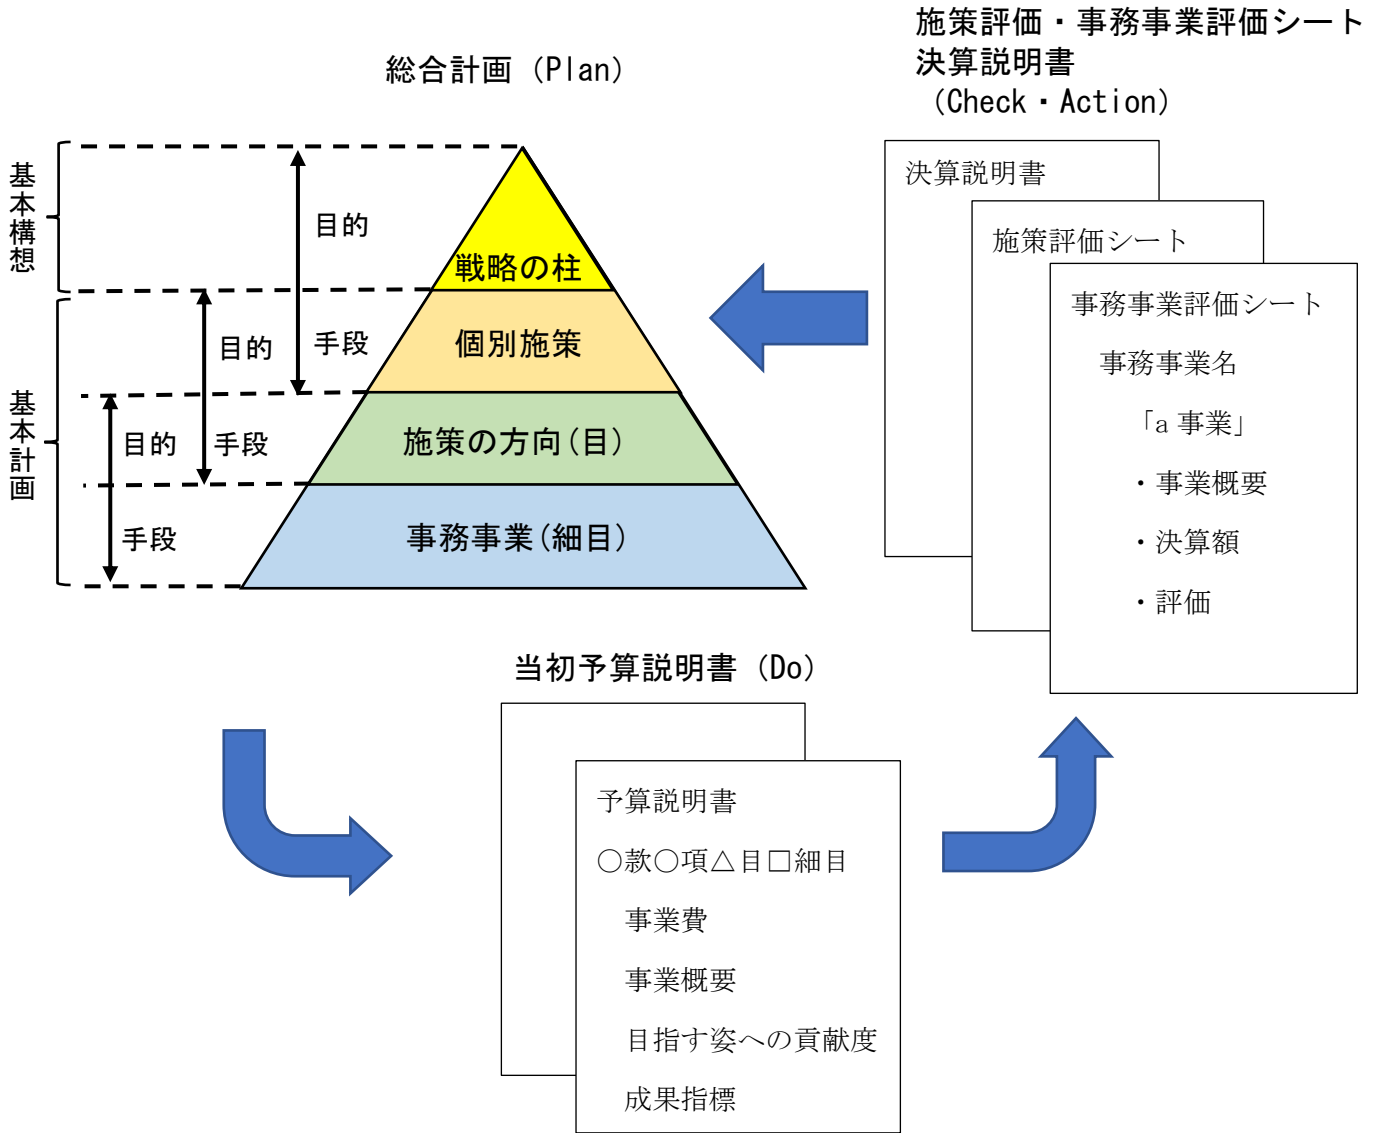 総合計画（Plan）
施策評価・事務事業評価シート
決算説明書
（Check・Action）
基本構想
基本計画
目的
手段
目的
手段
目的
手段
戦略の柱
個別施策
施策の方向(目)
事務事業(細目)
決算説明書
施策評価シート
事務事業評価シート
事務事業名
「a 事業」
・事業概要
・決算額
・評価
当初予算説明書（Do）
予算説明書
○款○項△目□細目
事業費
事業概要
目指す姿への貢献度
成果指標